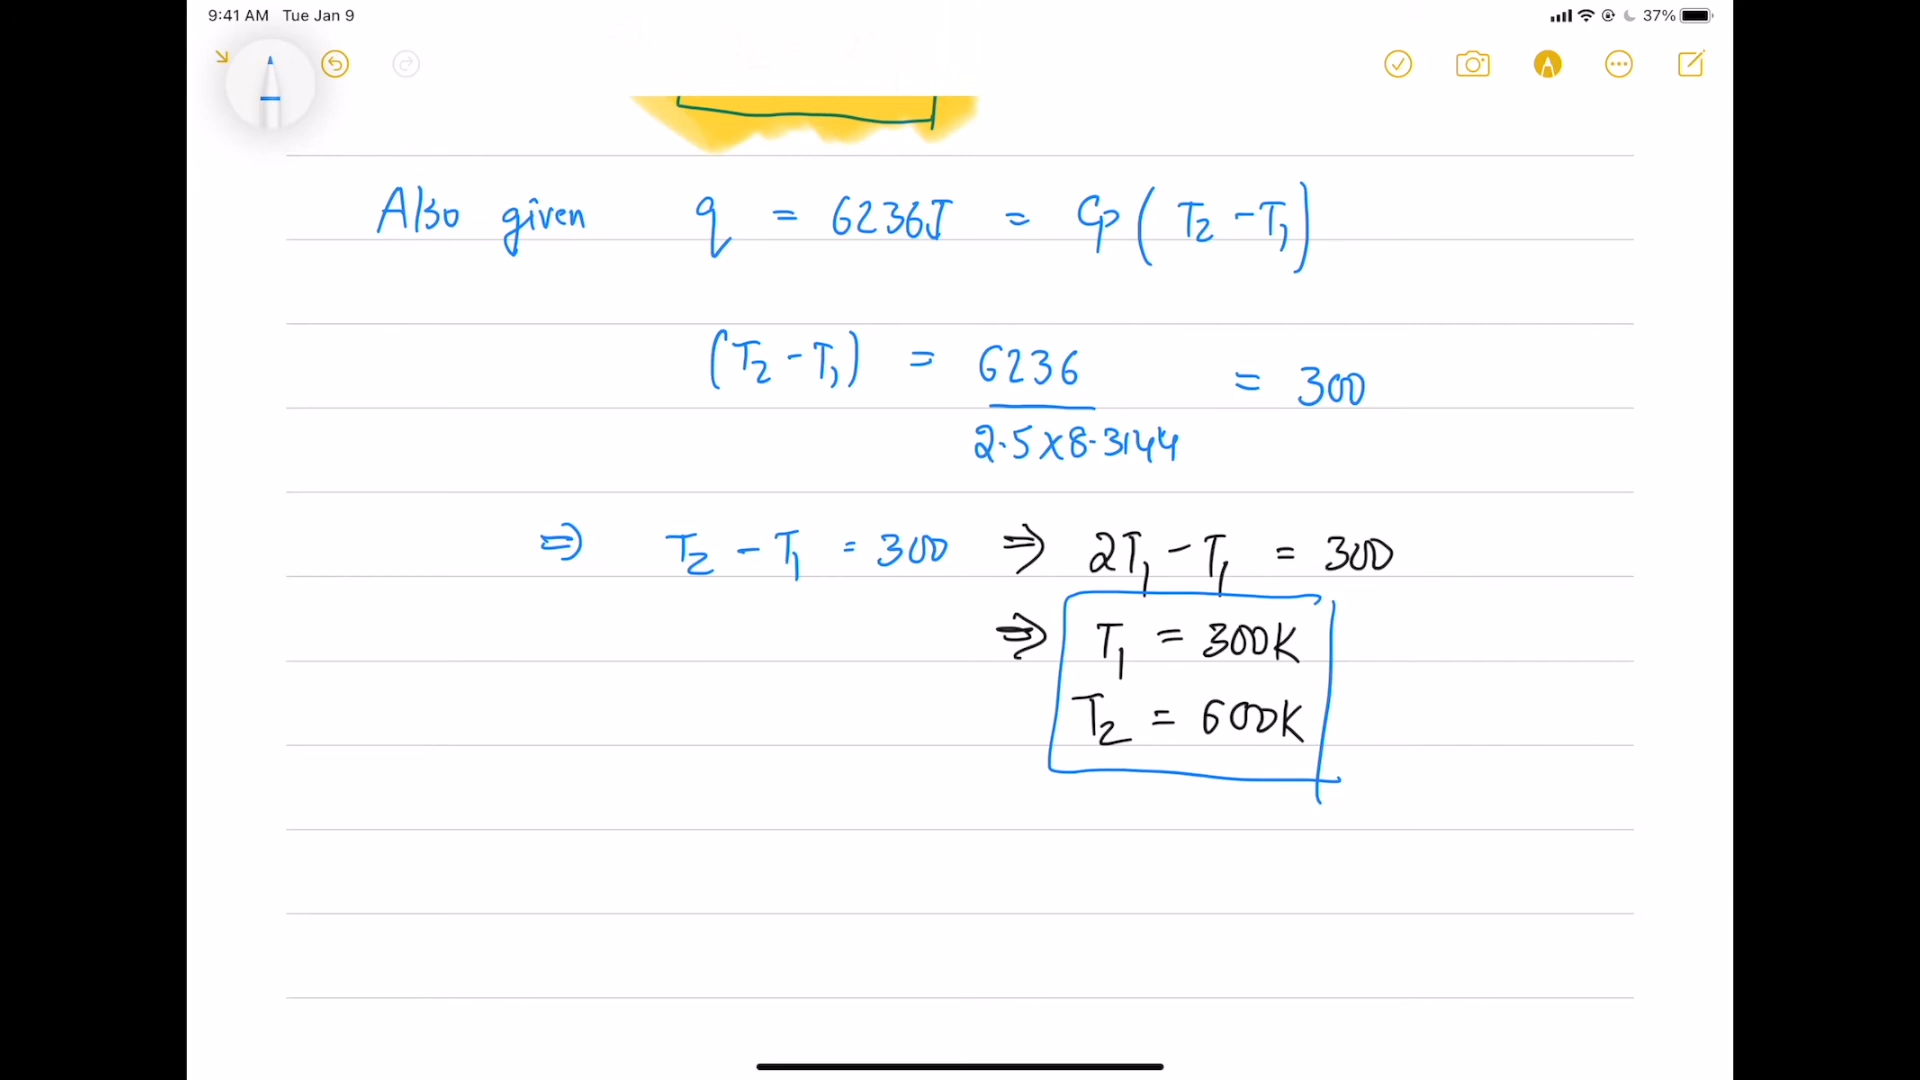 9:41 AM Tue Jan 9 37%
Also given q = 6236J = Cp ( T₂ - T₁ )
(T₂ - T₁) = 6236 / 2.5 x 8.3144 = 300
⇒ T₂ - T₁ = 300 ⇒ 2T₁ - T₁ = 300
⇒ T₁ = 300K
T₂ = 600K